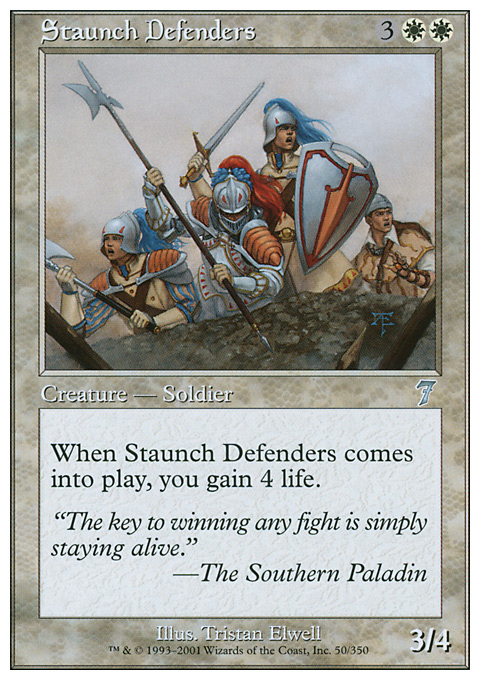 Staunch Defenders 3
Creature — Soldier 7
When Staunch Defenders comes
into play, you gain 4 life.
“The key to winning any fight is simply
staying alive.”
—The Southern Paladin
Illus. Tristan Elwell
™ & © 1993–2001 Wizards of the Coast, Inc. 50/350
3/4